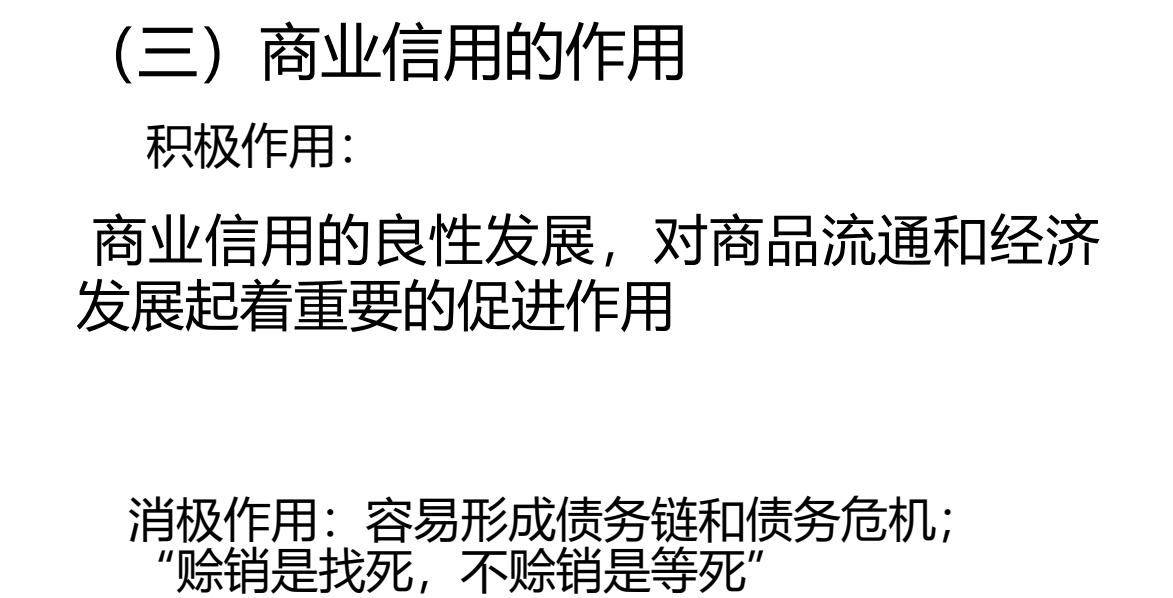 （三）商业信用的作用
积极作用：
商业信用的良性发展，对商品流通和经济
发展起着重要的促进作用
消极作用：容易形成债务链和债务危机；
“赊销是找死，不赊销是等死”